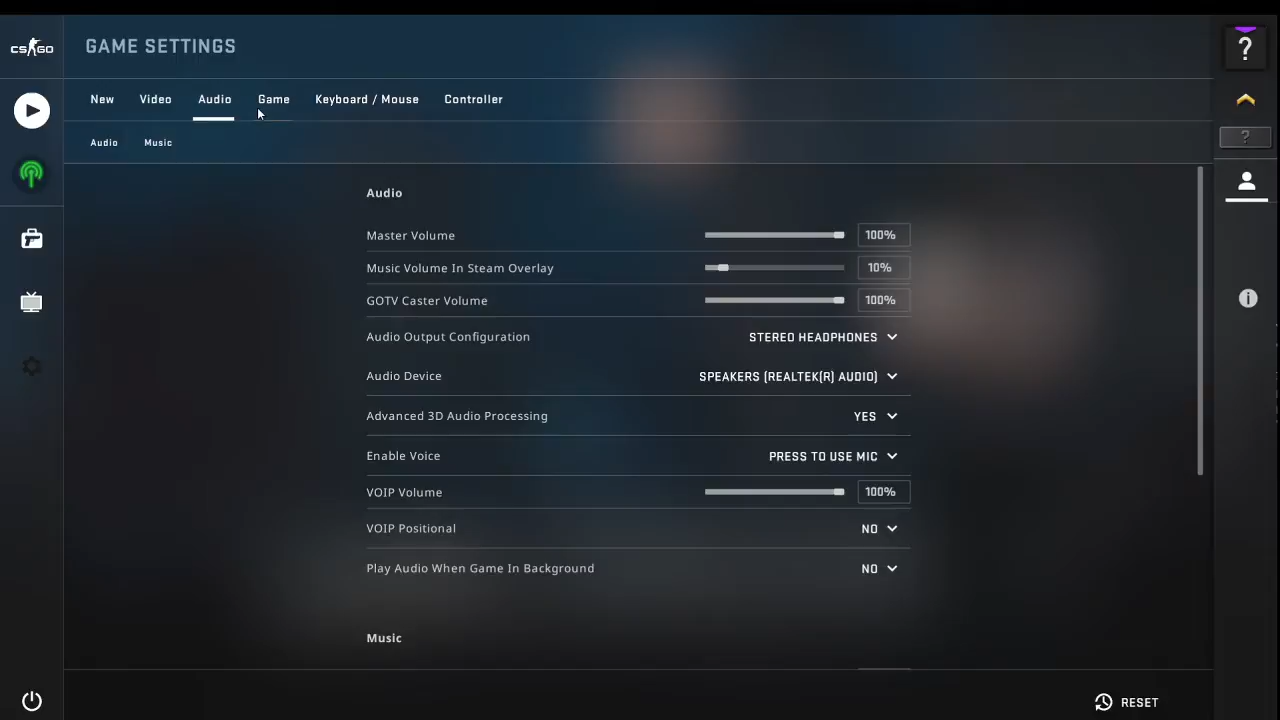 CS GO
GAME SETTINGS
?
New Video Audio Game Keyboard / Mouse Controller
Audio Music
?
Audio
Master Volume 100%
Music Volume In Steam Overlay 10%
GOTV Caster Volume 100%
Audio Output Configuration STEREO HEADPHONES
Audio Device SPEAKERS (REALTEK(R) AUDIO)
Advanced 3D Audio Processing YES
Enable Voice PRESS TO USE MIC
VOIP Volume 100%
VOIP Positional NO
Play Audio When Game In Background NO
Music
RESET